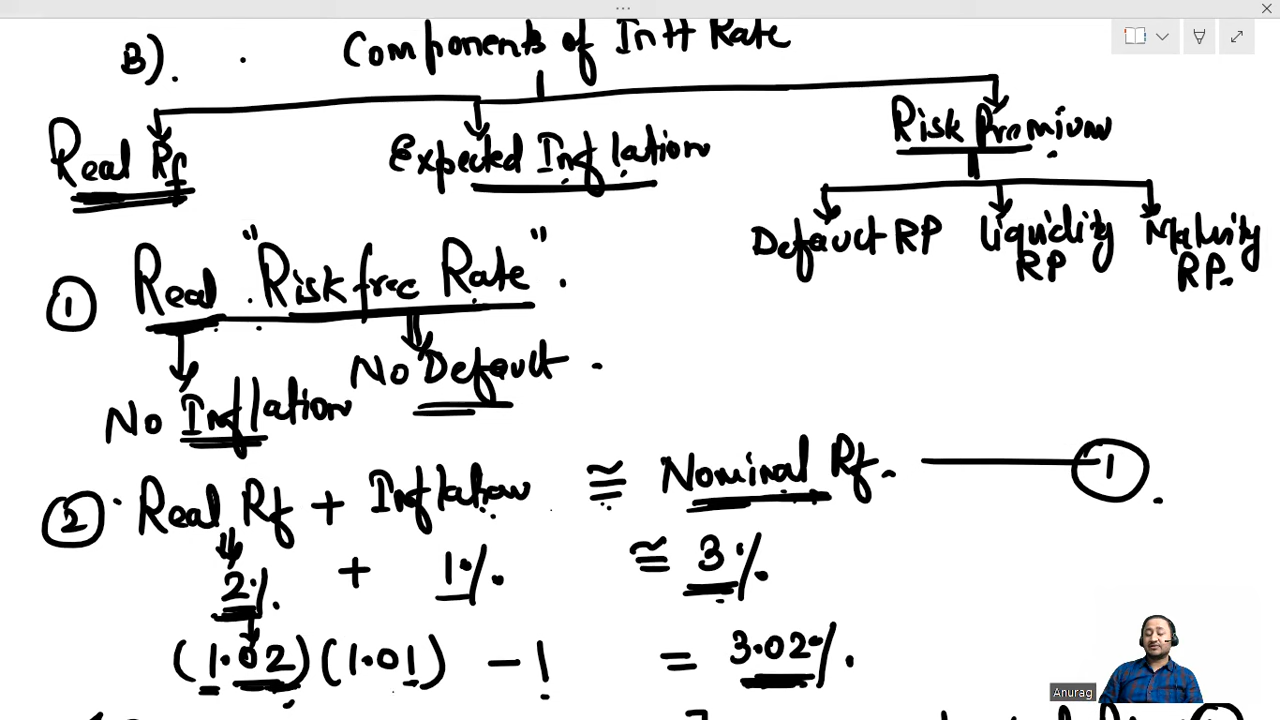 B). Components of Intt Rate
Real Rf Expected Inflation Risk Premium
Default RP Liquidity RP Maturity RP.
① Real "Risk free Rate".
No Inflation No Default.
② Real Rf + Inflation ≅ Nominal Rf. ①.
2%. + 1%. ≅ 3%.
(1.02)(1.01) - 1 = 3.02%.
Anurag